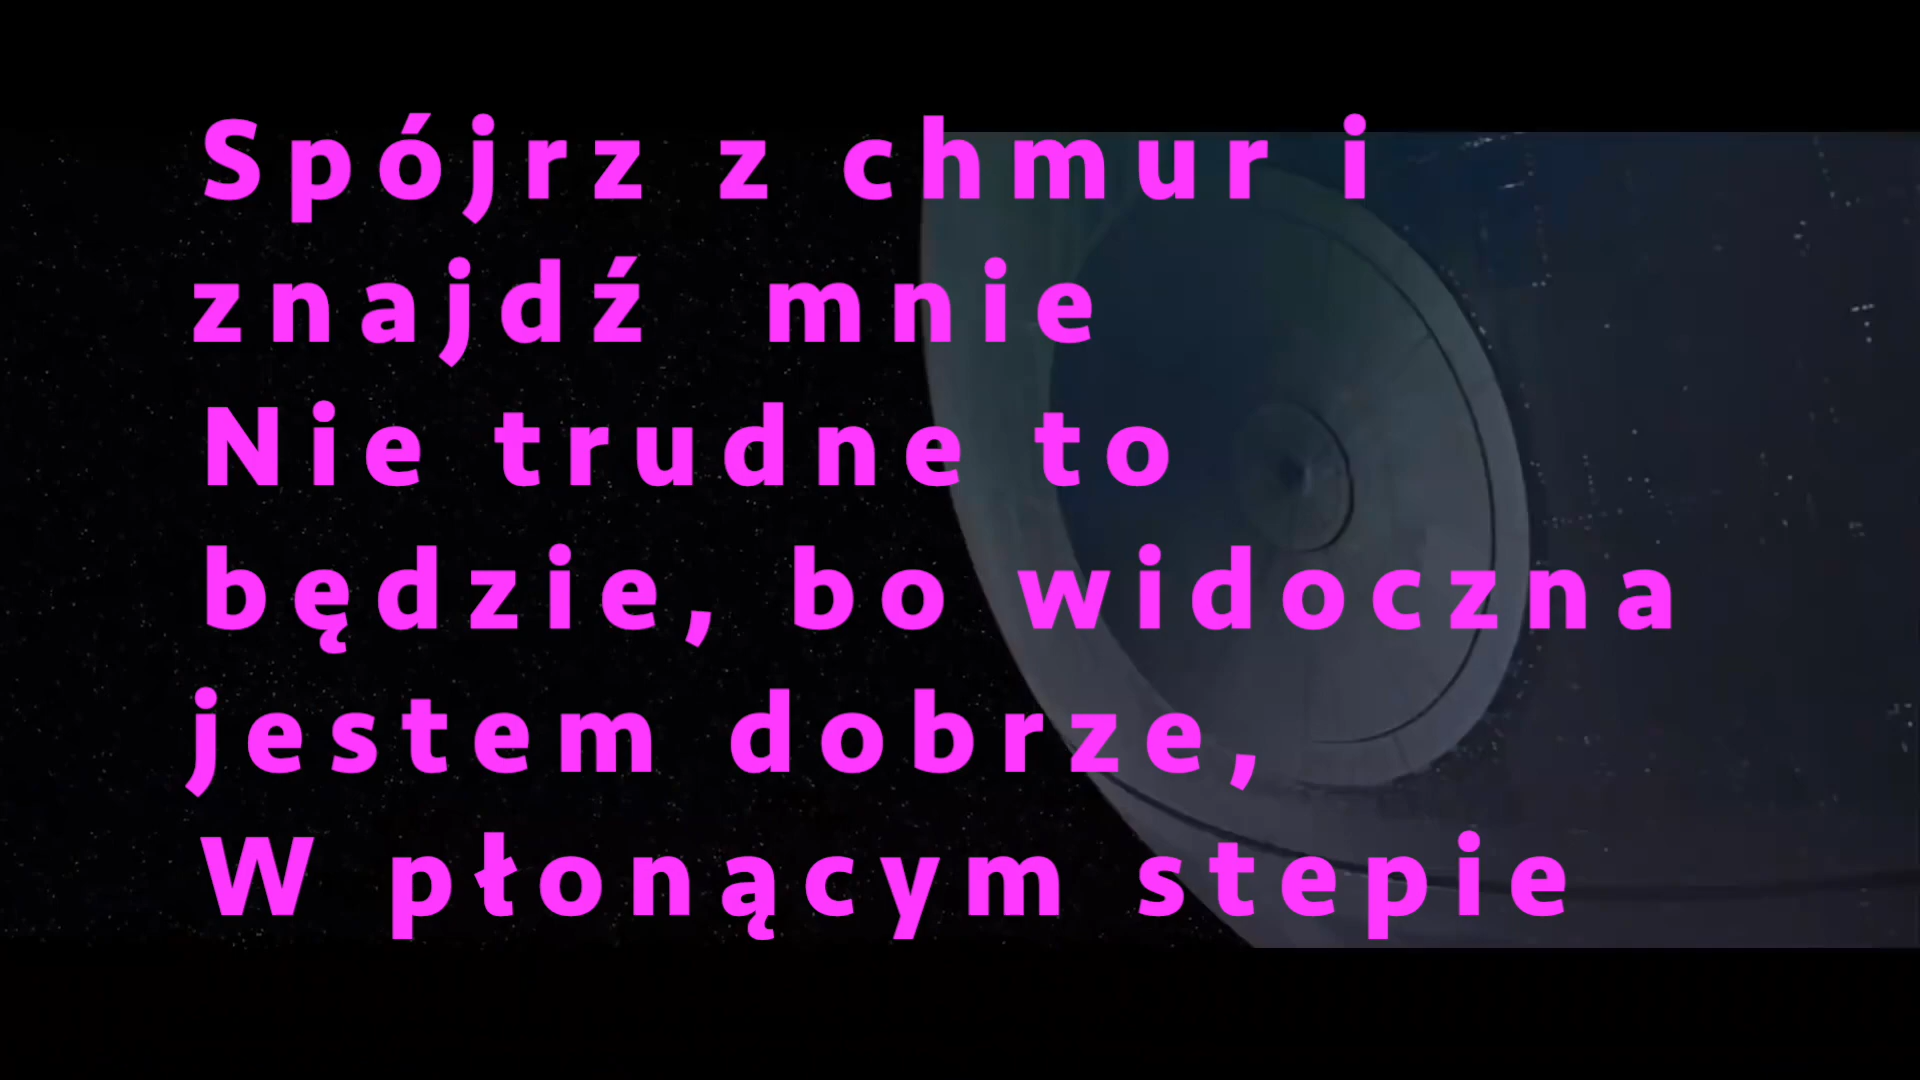 Spójrz z chmur i
znajdź mnie
Nie trudne to
będzie, bo widoczna
jestem dobrze,
W płonącym stepie